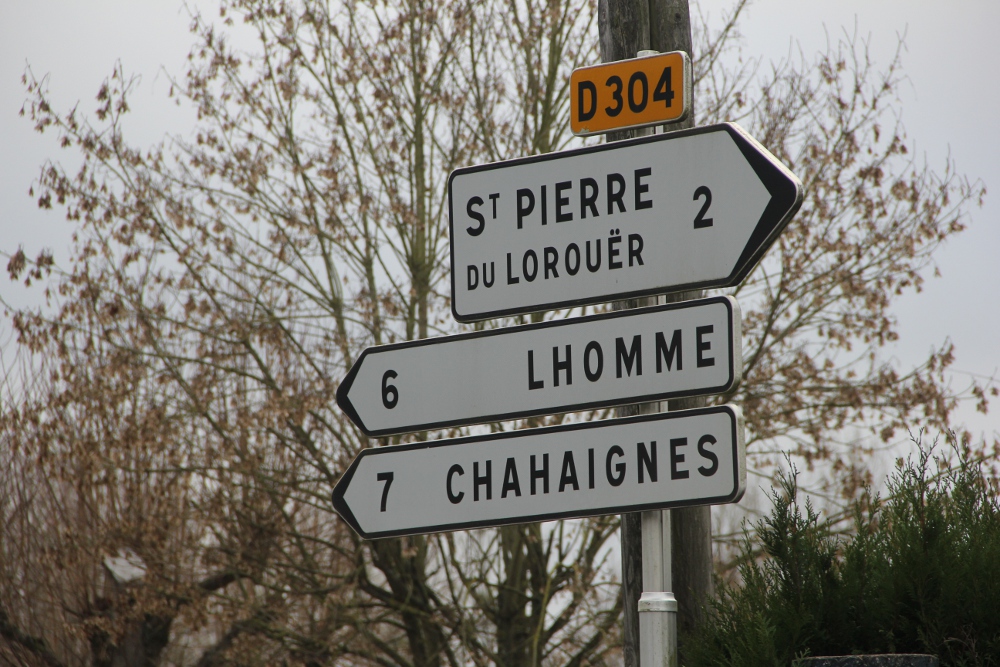 D304
ST PIERRE 2
DU LOROUËR
6 LHOMME
7 CHAHAIGNES